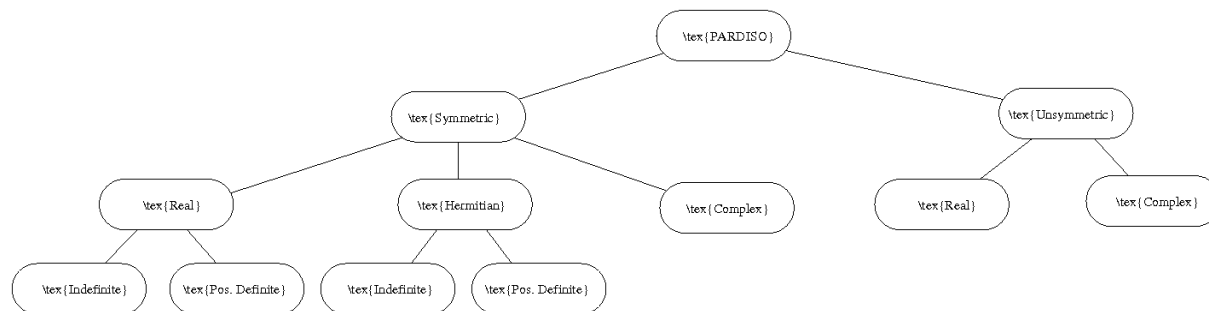 \tex{PARDISO}
\tex{Symmetric}
\tex{Unsymmetric}
\tex{Real}
\tex{Hermitian}
\tex{Complex}
\tex{Real}
\tex{Complex}
\tex{Indefinite}
\tex{Pos. Definite}
\tex{Indefinite}
\tex{Pos. Definite}